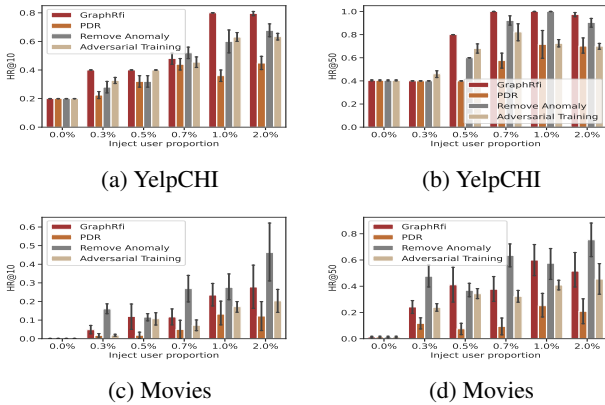 GraphRfi
PDR
Remove Anomaly
Adversarial Training
HR@10
1.0
0.8
0.6
0.4
0.2
0.0% 0.3% 0.5% 0.7% 1.0% 2.0%
Inject user proportion
(a) YelpCHI
HR@50
1.0
0.8
0.6
0.4
0.2
GraphRfi
PDR
Remove Anomaly
Adversarial Training
0.0% 0.3% 0.5% 0.7% 1.0% 2.0%
Inject user proportion
(b) YelpCHI
GraphRfi
PDR
Remove Anomaly
Adversarial Training
HR@10
0.6
0.5
0.4
0.3
0.2
0.1
0.0
0.0% 0.3% 0.5% 0.7% 1.0% 2.0%
Inject user proportion
(c) Movies
GraphRfi
PDR
Remove Anomaly
Adversarial Training
HR@50
0.8
0.6
0.4
0.2
0.0
0.0% 0.3% 0.5% 0.7% 1.0% 2.0%
Inject user proportion
(d) Movies